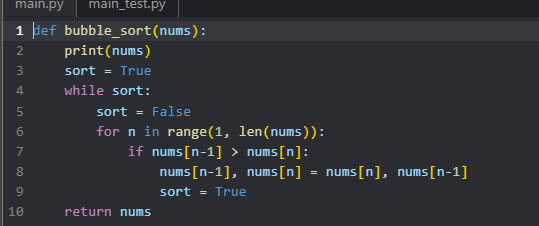 main.py main_test.py
1 def bubble_sort(nums):
2     print(nums)
3     sort = True
4     while sort:
5         sort = False
6         for n in range(1, len(nums)):
7             if nums[n-1] > nums[n]:
8                 nums[n-1], nums[n] = nums[n], nums[n-1]
9                 sort = True
10     return nums